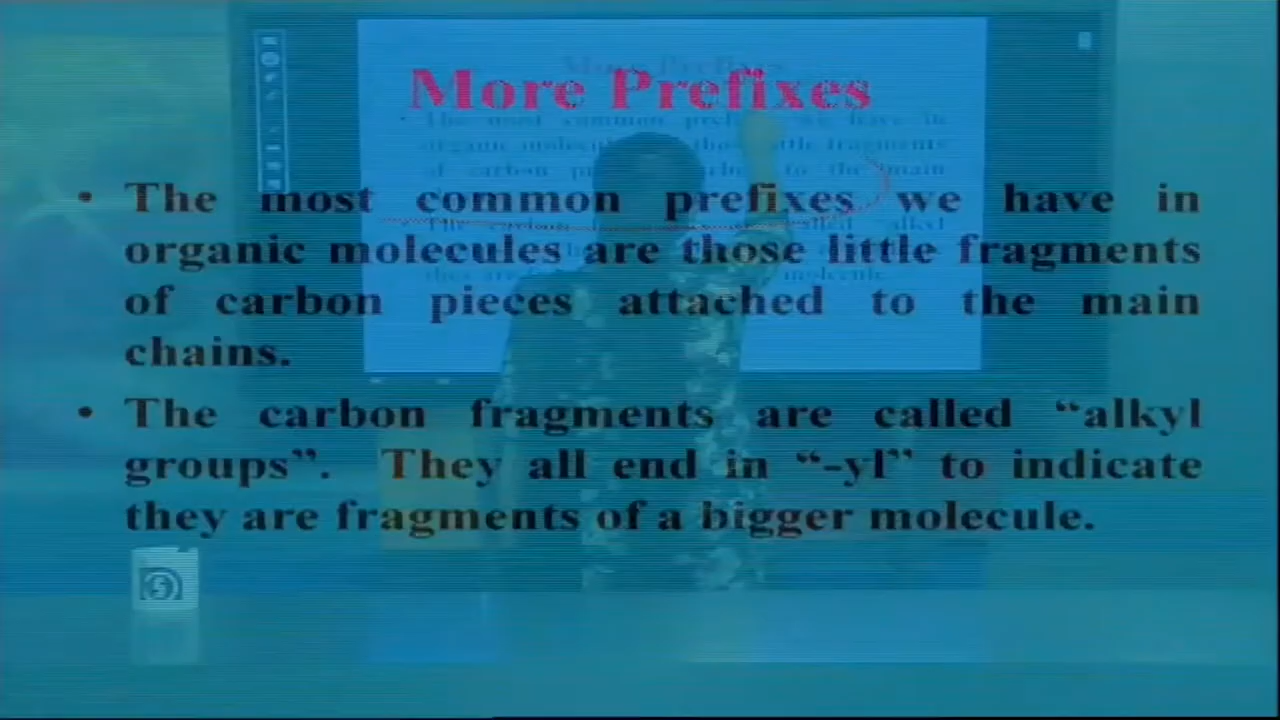 More Prefixes
• The most common prefixes we have in
organic molecules are those little fragments
of carbon pieces attached to the main
chains.
• The carbon fragments are called “alkyl
groups”. They all end in “-yl” to indicate
they are fragments of a bigger molecule.